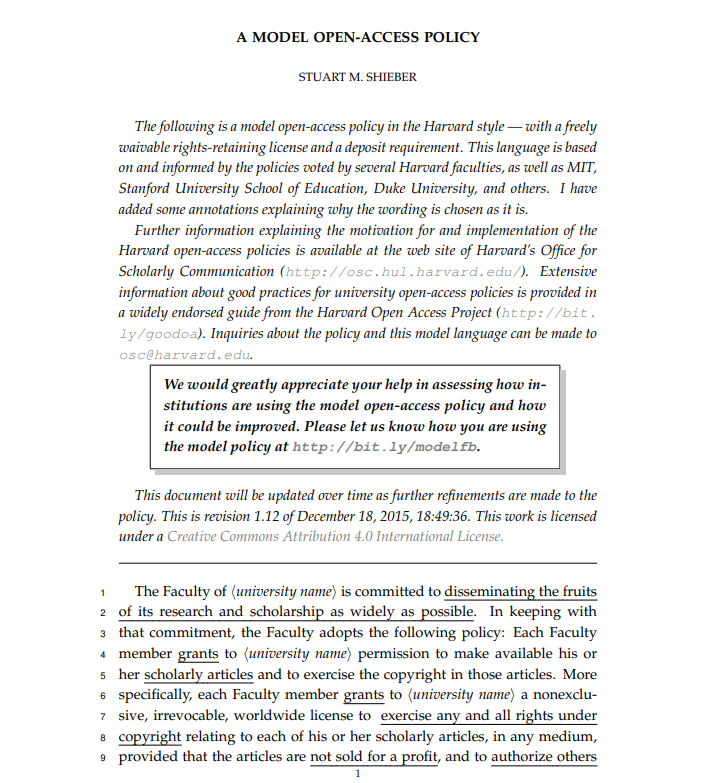 A MODEL OPEN-ACCESS POLICY
STUART M. SHIEBER
The following is a model open-access policy in the Harvard style — with a freely
waivable rights-retaining license and a deposit requirement. This language is based
on and informed by the policies voted by several Harvard faculties, as well as MIT,
Stanford University School of Education, Duke University, and others. I have
added some annotations explaining why the wording is chosen as it is.
Further information explaining the motivation for and implementation of the
Harvard open-access policies is available at the web site of Harvard's Office for
Scholarly Communication (http://osc.hul.harvard.edu/). Extensive
information about good practices for university open-access policies is provided in
a widely endorsed guide from the Harvard Open Access Project (http://bit.
ly/goodoa). Inquiries about the policy and this model language can be made to
osc@harvard.edu.
We would greatly appreciate your help in assessing how in-
stitutions are using the model open-access policy and how
it could be improved. Please let us know how you are using
the model policy at http://bit.ly/modelfb.
This document will be updated over time as further refinements are made to the
policy. This is revision 1.12 of December 18, 2015, 18:49:36. This work is licensed
under a Creative Commons Attribution 4.0 International License.
1 The Faculty of ⟨university name⟩ is committed to disseminating the fruits
2 of its research and scholarship as widely as possible. In keeping with
3 that commitment, the Faculty adopts the following policy: Each Faculty
4 member grants to ⟨university name⟩ permission to make available his or
5 her scholarly articles and to exercise the copyright in those articles. More
6 specifically, each Faculty member grants to ⟨university name⟩ a nonexclu-
7 sive, irrevocable, worldwide license to exercise any and all rights under
8 copyright relating to each of his or her scholarly articles, in any medium,
9 provided that the articles are not sold for a profit, and to authorize others
1